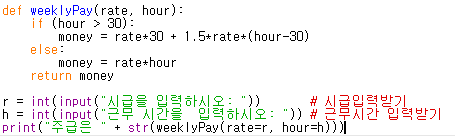 def weeklyPay(rate, hour):
    if (hour > 30):
        money = rate*30 + 1.5*rate*(hour-30)
    else:
        money = rate*hour
    return money

r = int(input("시급을 입력하시오: "))        # 시급입력받기
h = int(input("근무 시간을  입력하시오: ")) # 근무시간 입력받기
print("주급은 " + str(weeklyPay(rate=r, hour=h)))